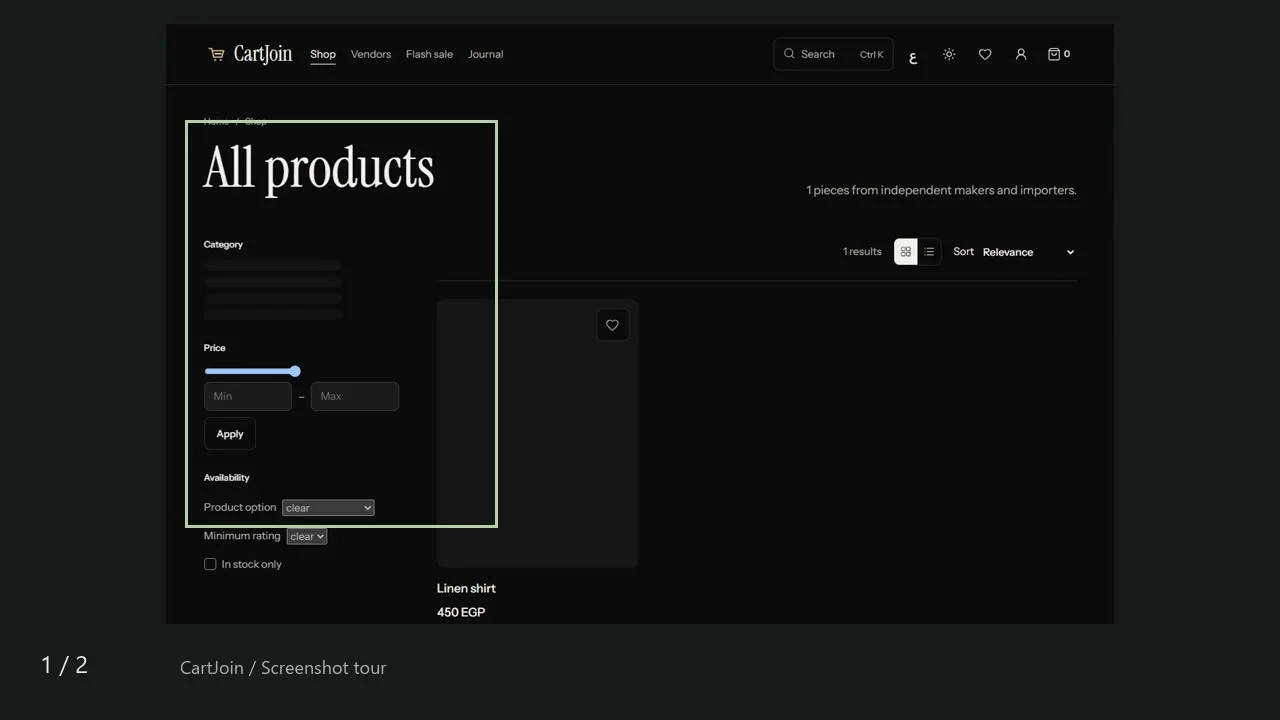 CartJoin Shop Vendors Flash sale Journal Search Ctrl K ع 0
Home / Shop
All products
1 pieces from independent makers and importers.
Category
1 results Sort Relevance
Price
Min – Max
Apply
Availability
Product option clear
Minimum rating clear
In stock only
Linen shirt
450 EGP
1 / 2 CartJoin / Screenshot tour